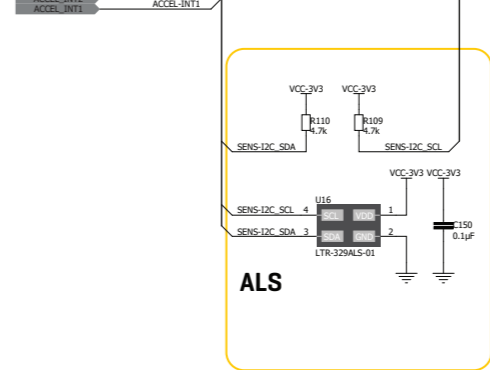 ACCEL_INT2
ACCEL_INT1
ACCEL-INT1
VCC-3V3 VCC-3V3
R110
4.7k
R109
4.7k
SENS-I2C_SDA
SENS-I2C_SCL
VCC-3V3 VCC-3V3
U16
SENS-I2C_SCL 4 SCL VDD 1
SENS-I2C_SDA 3 SDA GND 2
LTR-329ALS-01
C150
0.1µF
ALS